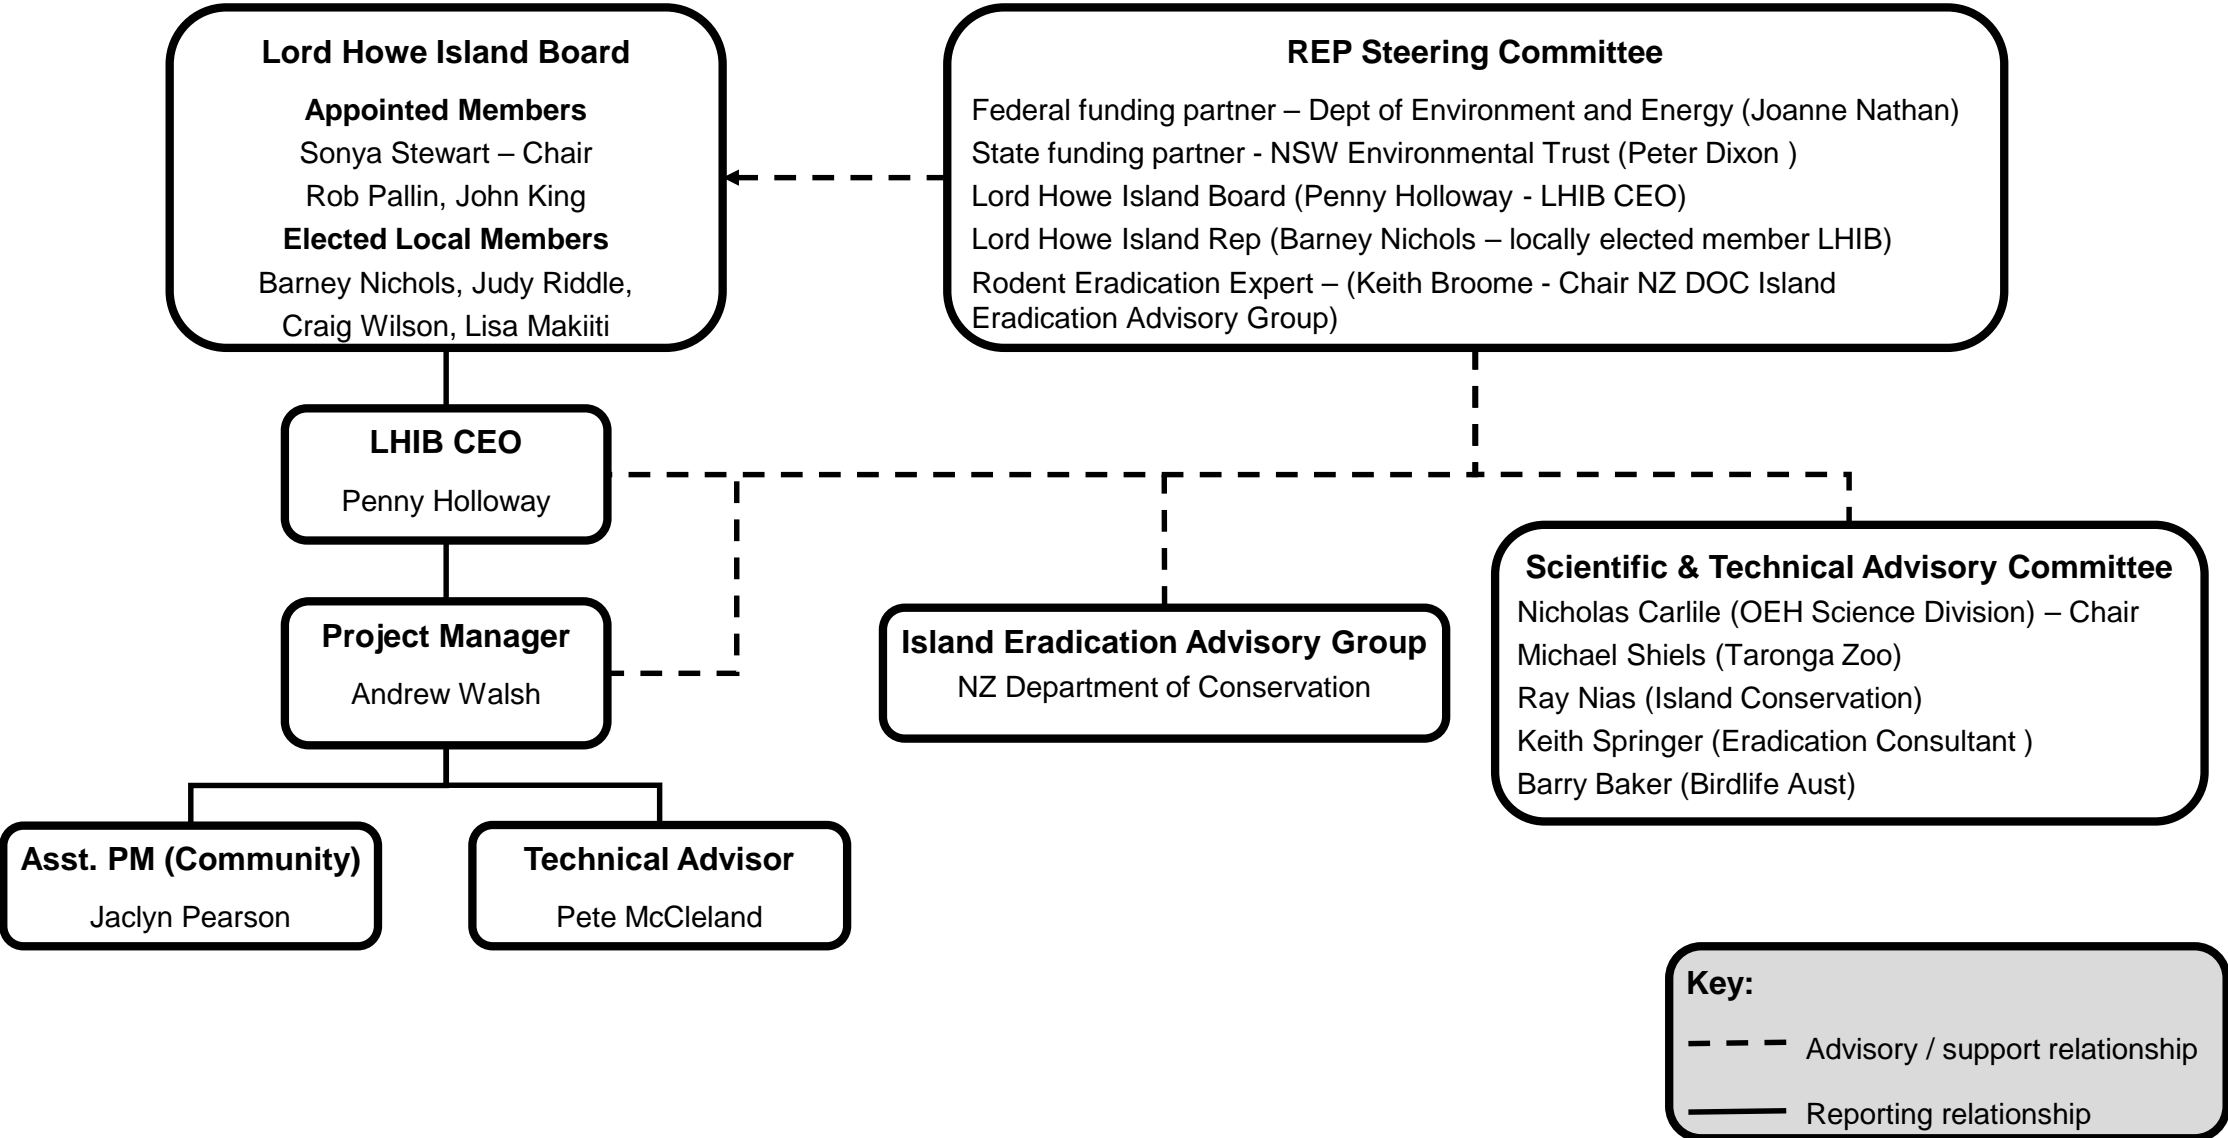 Lord Howe Island Board
Appointed Members
Sonya Stewart – Chair
Rob Pallin, John King
Elected Local Members
Barney Nichols, Judy Riddle,
Craig Wilson, Lisa Makiiti
REP Steering Committee
Federal funding partner – Dept of Environment and Energy (Joanne Nathan)
State funding partner - NSW Environmental Trust (Peter Dixon )
Lord Howe Island Board (Penny Holloway - LHIB CEO)
Lord Howe Island Rep (Barney Nichols – locally elected member LHIB)
Rodent Eradication Expert – (Keith Broome - Chair NZ DOC Island
Eradication Advisory Group)
LHIB CEO
Penny Holloway
Project Manager
Andrew Walsh
Island Eradication Advisory Group
NZ Department of Conservation
Scientific & Technical Advisory Committee
Nicholas Carlile (OEH Science Division) – Chair
Michael Shiels (Taronga Zoo)
Ray Nias (Island Conservation)
Keith Springer (Eradication Consultant )
Barry Baker (Birdlife Aust)
Asst. PM (Community)
Jaclyn Pearson
Technical Advisor
Pete McCleland
Key:
Advisory / support relationship
Reporting relationship